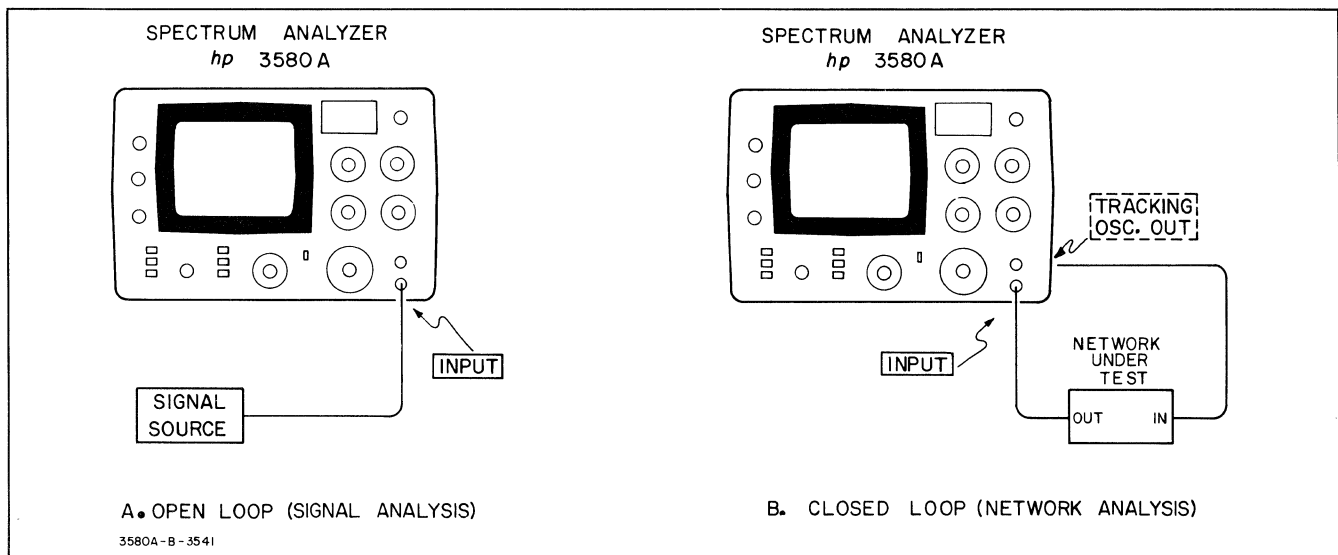 SPECTRUM ANALYZER
hp 3580A
INPUT
SIGNAL
SOURCE
A. OPEN LOOP (SIGNAL ANALYSIS)
3580A-B-3541
SPECTRUM ANALYZER
hp 3580A
TRACKING
OSC. OUT
INPUT
NETWORK
UNDER
TEST
OUT IN
B. CLOSED LOOP (NETWORK ANALYSIS)